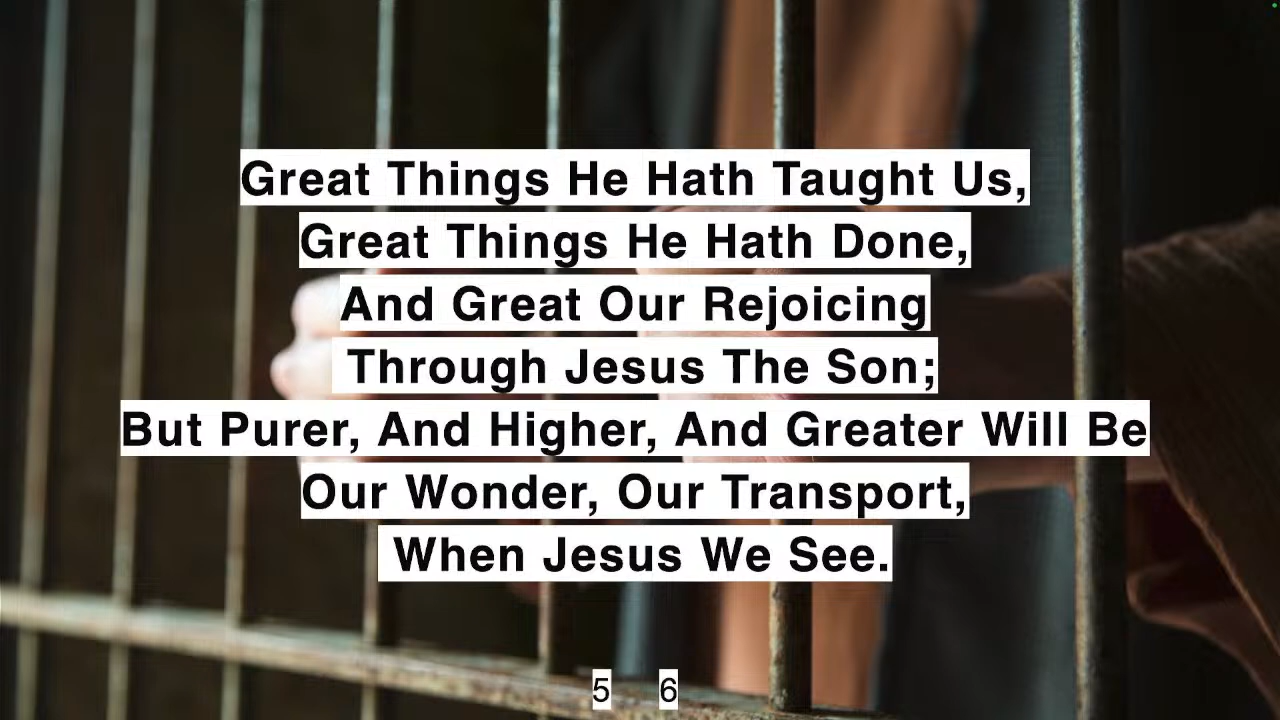 Great Things He Hath Taught Us,
Great Things He Hath Done,
And Great Our Rejoicing
Through Jesus The Son;
But Purer, And Higher, And Greater Will Be
Our Wonder, Our Transport,
When Jesus We See.
5 6